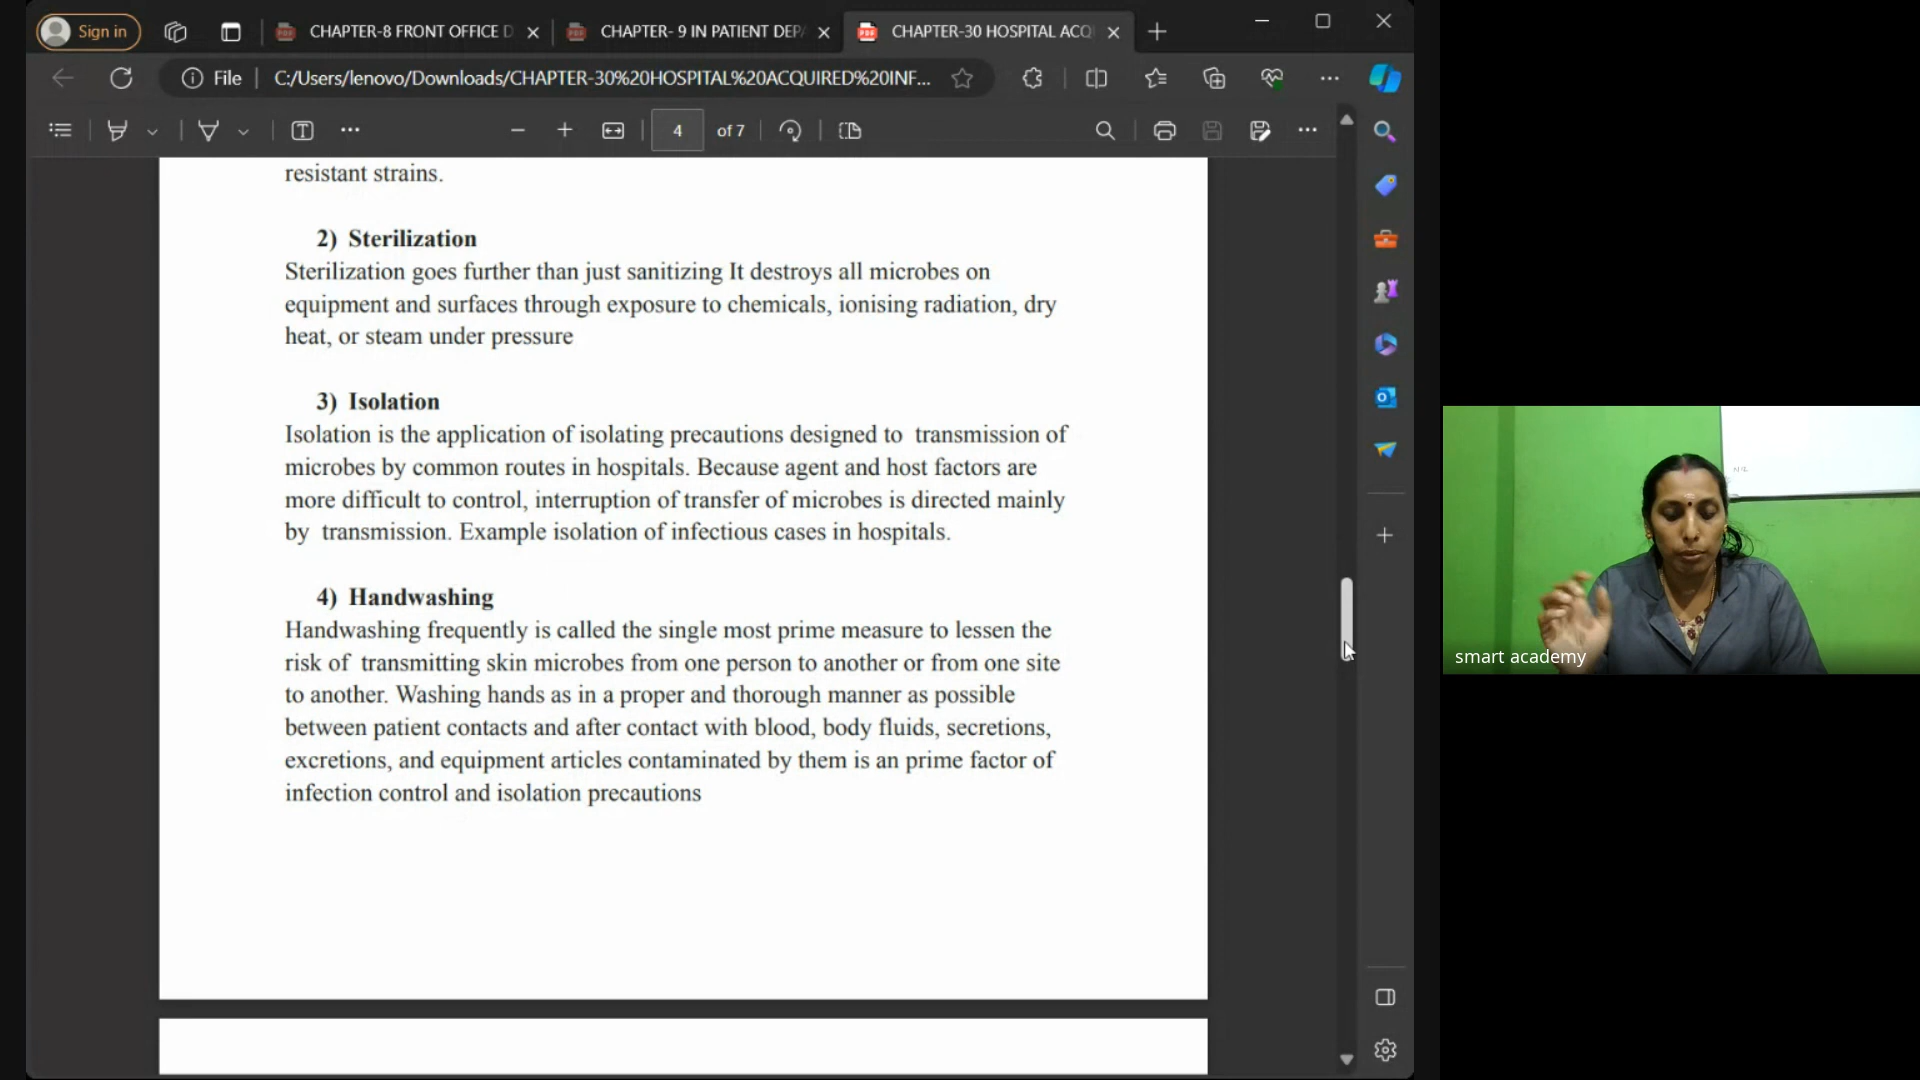 Sign in
CHAPTER-8 FRONT OFFICE D
CHAPTER- 9 IN PATIENT DEP
CHAPTER-30 HOSPITAL ACQ
File
C:/Users/lenovo/Downloads/CHAPTER-30%20HOSPITAL%20ACQUIRED%20INF...
4 of 7
resistant strains.
2) Sterilization
Sterilization goes further than just sanitizing It destroys all microbes on
equipment and surfaces through exposure to chemicals, ionising radiation, dry
heat, or steam under pressure
3) Isolation
Isolation is the application of isolating precautions designed to transmission of
microbes by common routes in hospitals. Because agent and host factors are
more difficult to control, interruption of transfer of microbes is directed mainly
by transmission. Example isolation of infectious cases in hospitals.
4) Handwashing
Handwashing frequently is called the single most prime measure to lessen the
risk of transmitting skin microbes from one person to another or from one site
to another. Washing hands as in a proper and thorough manner as possible
between patient contacts and after contact with blood, body fluids, secretions,
excretions, and equipment articles contaminated by them is an prime factor of
infection control and isolation precautions
smart academy